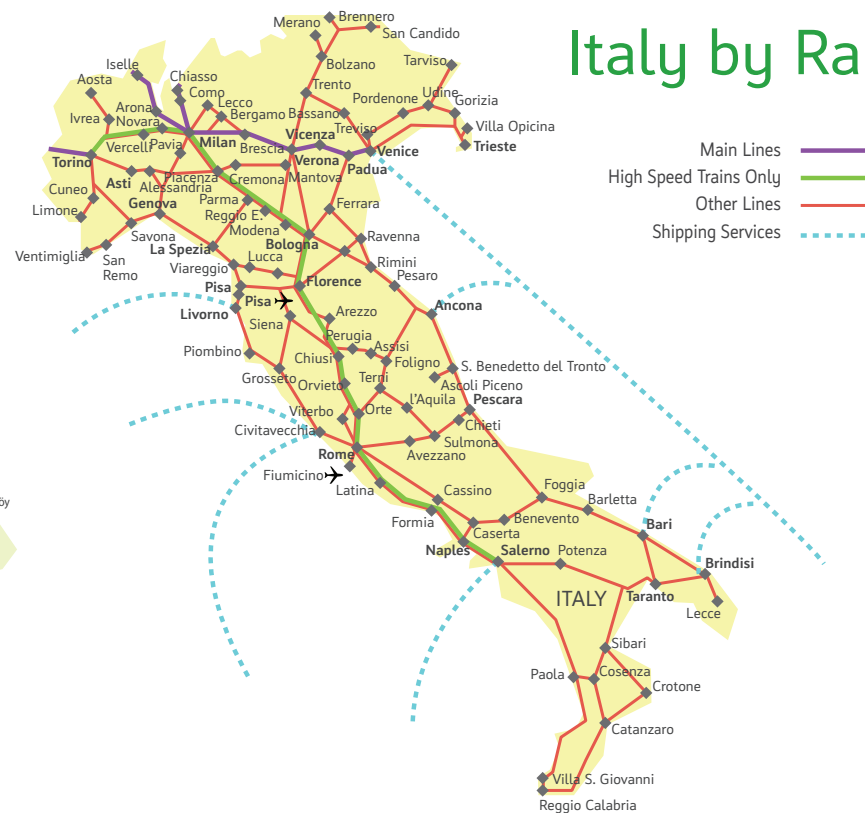 Italy by Ra
Main Lines
High Speed Trains Only
Other Lines
Shipping Services
Brennero
Merano
San Candido
Bolzano
Tarviso
Iselle
Chiasso
Aosta
Como
Trento
Udine
Pordenone
Gorizia
Arona
Lecco
Ivrea
Novara
Bergamo
Bassano
Treviso
Villa Opicina
Vercelli
Pavia
Milan
Brescia
Vicenza
Verona
Venice
Trieste
Torino
Padua
Asti
Piacenza
Cremona
Mantova
Cuneo
Alessandria
Genova
Parma
Reggio E.
Ferrara
Limone
Modena
Savona
Bologna
Ravenna
La Spezia
Ventimiglia
San
Remo
Viareggio
Lucca
Rimini
Pesaro
Pisa
Florence
Pisa
Ancona
Livorno
Arezzo
Siena
Perugia
Assisi
Piombino
Chiusi
Foligno
S. Benedetto del Tronto
Grosseto
Orvieto
Terni
Ascoli Piceno
l'Aquila
Pescara
Viterbo
Orte
Chieti
Civitavecchia
Sulmona
Rome
Avezzano
Fiumicino
Latina
Cassino
Foggia
Barletta
Formia
Benevento
Caserta
Bari
Naples
Salerno
Potenza
Brindisi
ITALY
Taranto
Lecce
Sibari
Paola
Cosenza
Crotone
Catanzaro
Villa S. Giovanni
Reggio Calabria
öy